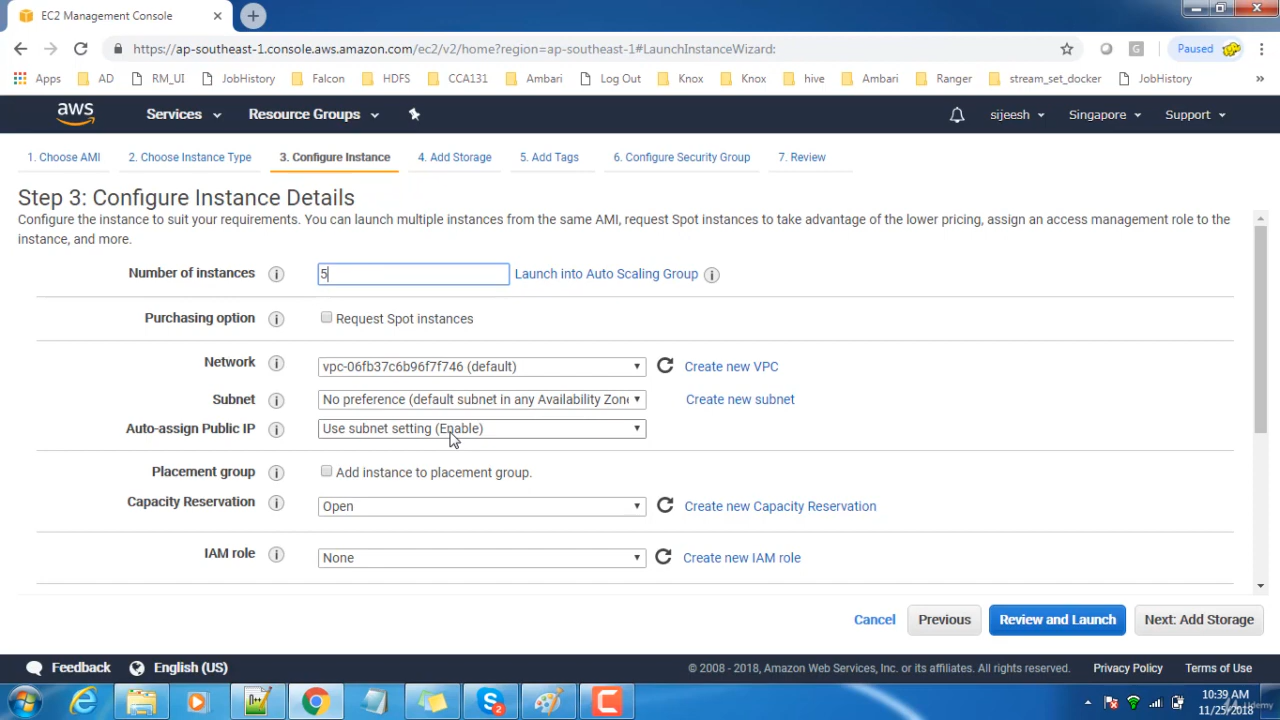 EC2 Management Console
https://ap-southeast-1.console.aws.amazon.com/ec2/v2/home?region=ap-southeast-1#LaunchInstanceWizard:
Paused
Apps AD RM_UI JobHistory Falcon HDFS CCA131 Ambari Log Out Knox Knox hive Ambari Ranger stream_set_docker JobHistory »
aws Services Resource Groups sijeesh Singapore Support
1. Choose AMI 2. Choose Instance Type 3. Configure Instance 4. Add Storage 5. Add Tags 6. Configure Security Group 7. Review
Step 3: Configure Instance Details
Configure the instance to suit your requirements. You can launch multiple instances from the same AMI, request Spot instances to take advantage of the lower pricing, assign an access management role to the
instance, and more.
Number of instances 5 Launch into Auto Scaling Group
Purchasing option Request Spot instances
Network vpc-06fb37c6b96f7f746 (default) Create new VPC
Subnet No preference (default subnet in any Availability Zone Create new subnet
Auto-assign Public IP Use subnet setting (Enable)
Placement group Add instance to placement group.
Capacity Reservation Open Create new Capacity Reservation
IAM role None Create new IAM role
Cancel Previous Review and Launch Next: Add Storage
Feedback English (US) © 2008 - 2018, Amazon Web Services, Inc. or its affiliates. All rights reserved. Privacy Policy Terms of Use
10:39 AM
11/25/2018
Udemy